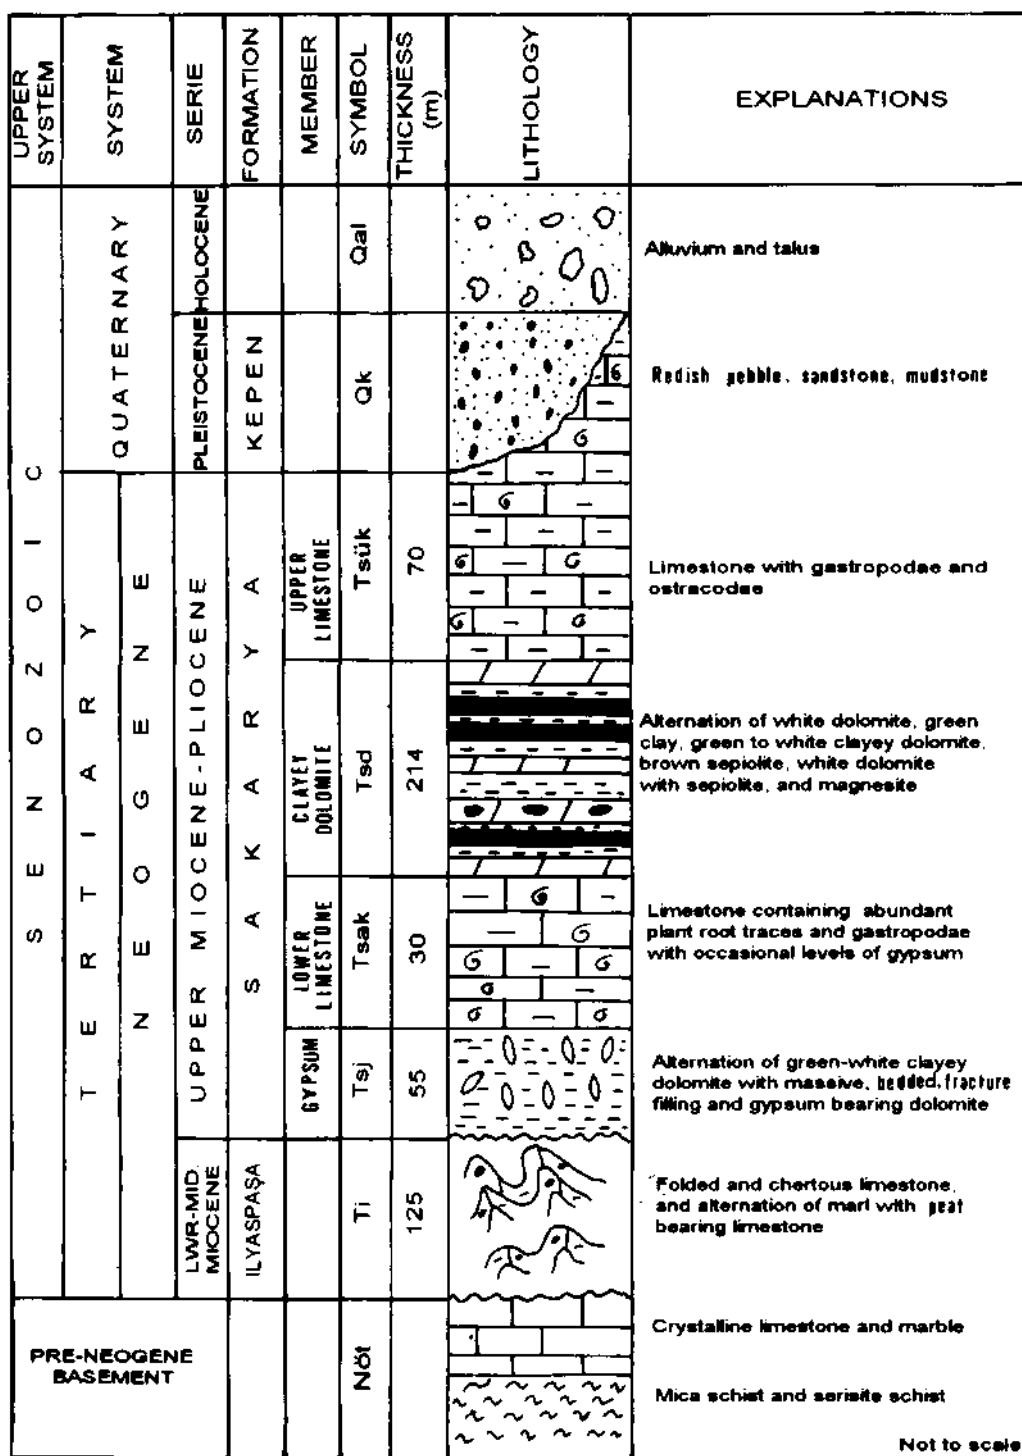 UPPER SYSTEM
SYSTEM
SERIE
FORMATION
MEMBER
SYMBOL
THICKNESS (m)
LITHOLOGY
EXPLANATIONS
SENOZOIC
QUATERNARY
HOLOCENE
Qal
Alluvium and talus
PLEISTOCENE
KEPEN
Qk
Redish pebble, sandstone, mudstone
TERTIARY
NEOGENE
UPPER MIOCENE-PLIOCENE
SAKARYA
UPPER
LIMESTONE
Tsük
70
Limestone with gastropodae and
ostracodae
CLAYEY
DOLOMITE
Tsd
214
Alternation of white dolomite, green
clay, green to white clayey dolomite,
brown sepiolite, white dolomite
with sepiolite, and magnesite
LOWER
LIMESTONE
Tsak
30
Limestone containing abundant
plant root traces and gastropodae
with occasional levels of gypsum
GYPSUM
Tsj
55
Alternation of green-white clayey
dolomite with massive, bedded, fracture
filling and gypsum bearing dolomite
LWR-MID.
MIOCENE
ILYASPAŞA
Ti
125
Folded and chertous limestone,
and alternation of marl with peat
bearing limestone
PRE-NEOGENE
BASEMENT
Nöt
Crystalline limestone and marble
Mica schist and serisite schist
Not to scale